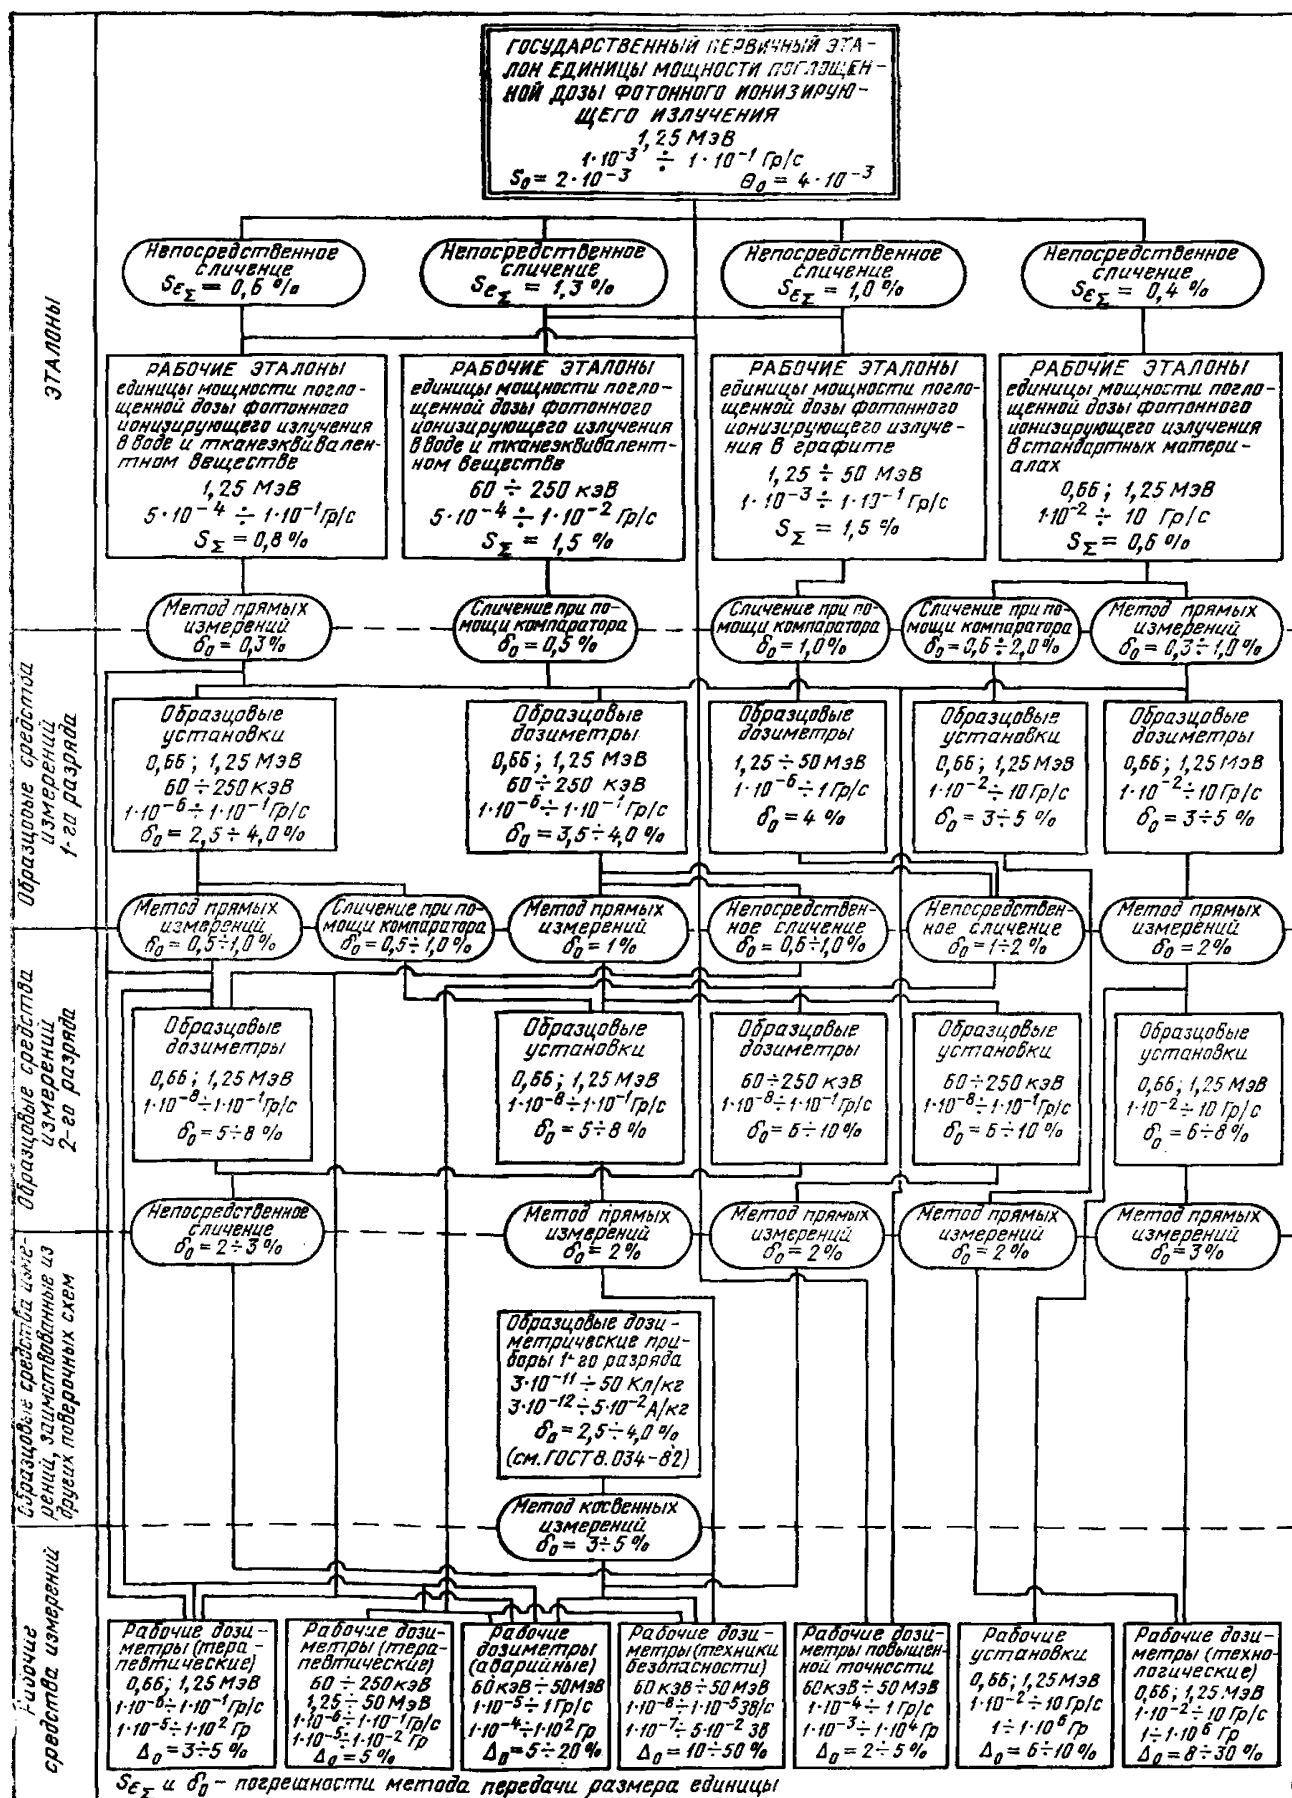 ГОСУДАРСТВЕННЫЙ ПЕРВИЧНЫЙ ЭТА-
ЛОН ЕДИНИЦЫ МОЩНОСТИ ПОГЛОЩЕН-
НОЙ ДОЗЫ ФОТОННОГО ИОНИЗИРУЮ-
ЩЕГО ИЗЛУЧЕНИЯ
1,25 МэВ
1·10⁻³ ÷ 1·10⁻¹ Гр/с
S₀ = 2·10⁻³ Θ₀ = 4·10⁻³
ЭТАЛОНЫ
Непосредственное
сличение
S_ε_Σ = 0,6 %
Непосредственное
сличение
S_ε_Σ = 1,3 %
Непосредственное
сличение
S_ε_Σ = 1,0 %
Непосредственное
сличение
S_ε_Σ = 0,4 %
РАБОЧИЕ ЭТАЛОНЫ
единицы мощности погло-
щенной дозы фотонного
ионизирующего излучения
в воде и тканеэквивален-
тном веществе
1,25 МэВ
5·10⁻⁴ ÷ 1·10⁻¹ Гр/с
S_Σ = 0,8 %
РАБОЧИЕ ЭТАЛОНЫ
единицы мощности погло-
щенной дозы фотонного
ионизирующего излучения
в воде и тканеэквивалент-
ном веществе
60 ÷ 250 кэВ
5·10⁻⁴ ÷ 1·10⁻² Гр/с
S_Σ = 1,5 %
РАБОЧИЕ ЭТАЛОНЫ
единицы мощности погло-
щенной дозы фотонного
ионизирующего излуче-
ния в графите
1,25 ÷ 50 МэВ
1·10⁻³ ÷ 1·10⁻¹ Гр/с
S_Σ = 1,5 %
РАБОЧИЕ ЭТАЛОНЫ
единицы мощности погло-
щенной дозы фотонного
ионизирующего излучения
в стандартных матери-
алах
0,66; 1,25 МэВ
1·10⁻² ÷ 10 Гр/с
S_Σ = 0,6 %
Метод прямых
измерений
δ₀ = 0,3 %
Сличение при по-
мощи компаратора
δ₀ = 0,5 %
Сличение при по-
мощи компаратора
δ₀ = 1,0 %
Сличение при по-
мощи компаратора
δ₀ = 0,6 ÷ 2,0 %
Метод прямых
измерений
δ₀ = 0,3 ÷ 1,0 %
Образцовые средства
измерений
1-го разряда
Образцовые
установки
0,66; 1,25 МэВ
60 ÷ 250 кэВ
1·10⁻⁶ ÷ 1·10⁻¹ Гр/с
δ₀ = 2,5 ÷ 4,0 %
Образцовые
дозиметры
0,66; 1,25 МэВ
60 ÷ 250 кэВ
1·10⁻⁶ ÷ 1·10⁻¹ Гр/с
δ₀ = 3,5 ÷ 4,0 %
Образцовые
дозиметры
1,25 ÷ 50 МэВ
1·10⁻⁶ ÷ 1 Гр/с
δ₀ = 4 %
Образцовые
установки
0,66; 1,25 МэВ
1·10⁻² ÷ 10 Гр/с
δ₀ = 3 ÷ 5 %
Образцовые
дозиметры
0,66; 1,25 МэВ
1·10⁻² ÷ 10 Гр/с
δ₀ = 3 ÷ 5 %
Метод прямых
измерений
δ₀ = 0,5 ÷ 1,0 %
Сличение при по-
мощи компаратора
δ₀ = 0,5 ÷ 1,0 %
Метод прямых
измерений
δ₀ = 1 %
Непосредствен-
ное сличение
δ₀ = 0,6 ÷ 1,0 %
Непосредствен-
ное сличение
δ₀ = 1 ÷ 2 %
Метод прямых
измерений
δ₀ = 2 %
Образцовые средства
измерений
2-го разряда
Образцовые
дозиметры
0,66; 1,25 МэВ
1·10⁻⁸ ÷ 1·10⁻¹ Гр/с
δ₀ = 5 ÷ 8 %
Образцовые
установки
0,66; 1,25 МэВ
1·10⁻⁸ ÷ 1·10⁻¹ Гр/с
δ₀ = 5 ÷ 8 %
Образцовые
дозиметры
60 ÷ 250 кэВ
1·10⁻⁸ ÷ 1·10⁻¹ Гр/с
δ₀ = 6 ÷ 10 %
Образцовые
установки
60 ÷ 250 кэВ
1·10⁻⁸ ÷ 1·10⁻¹ Гр/с
δ₀ = 6 ÷ 10 %
Образцовые
установки
0,66; 1,25 МэВ
1·10⁻² ÷ 10 Гр/с
δ₀ = 6 ÷ 8 %
Непосредственное
сличение
δ₀ = 2 ÷ 3 %
Метод прямых
измерений
δ₀ = 2 %
Метод прямых
измерений
δ₀ = 2 %
Метод прямых
измерений
δ₀ = 2 %
Метод прямых
измерений
δ₀ = 3 %
Образцовые средства изме-
рений, заимствованные из
других поверочных схем
Образцовые дози-
метрические при-
боры 1-го разряда
3·10⁻¹¹ ÷ 50 Кл/кг
3·10⁻¹² ÷ 5·10⁻² А/кг
δ₀ = 2,5 ÷ 4,0 %
(см. ГОСТ 8.034-82)
Метод косвенных
измерений
δ₀ = 3 ÷ 5 %
Рабочие
средства измерений
Рабочие дози-
метры (тера-
певтические)
0,66; 1,25 МэВ
1·10⁻⁶ ÷ 1·10⁻¹ Гр/с
1·10⁻⁵ ÷ 1·10² Гр
Δ₀ = 3 ÷ 5 %
Рабочие дози-
метры (тера-
певтические)
60 ÷ 250 кэВ
1,25 ÷ 50 МэВ
1·10⁻⁶ ÷ 1·10⁻¹ Гр/с
1·10⁻⁵ ÷ 1·10⁻² Гр
Δ₀ = 5 %
Рабочие
дозиметры
(аварийные)
60 кэВ ÷ 50 МэВ
1·10⁻⁵ ÷ 1 Гр/с
1·10⁻⁴ ÷ 1·10² Гр
Δ₀ = 5 ÷ 20 %
Рабочие дози-
метры (техники
безопасности)
60 кэВ ÷ 50 МэВ
1·10⁻⁸ ÷ 1·10⁻⁵ Зв/с
1·10⁻⁷ ÷ 5·10⁻² Зв
Δ₀ = 10 ÷ 50 %
Рабочие дози-
метры повышен-
ной точности
60 кэВ ÷ 50 МэВ
1·10⁻⁴ ÷ 1 Гр/с
1·10⁻³ ÷ 1·10⁴ Гр
Δ₀ = 2 ÷ 5 %
Рабочие
установки
0,66; 1,25 МэВ
1·10⁻² ÷ 10 Гр/с
1 ÷ 1·10⁶ Гр
Δ₀ = 6 ÷ 10 %
Рабочие дози-
метры (техно-
логические)
0,66; 1,25 МэВ
1·10⁻² ÷ 10 Гр/с
1 ÷ 1·10⁶ Гр
Δ₀ = 8 ÷ 30 %
S_ε_Σ и δ₀ – погрешности метода передачи размера единицы